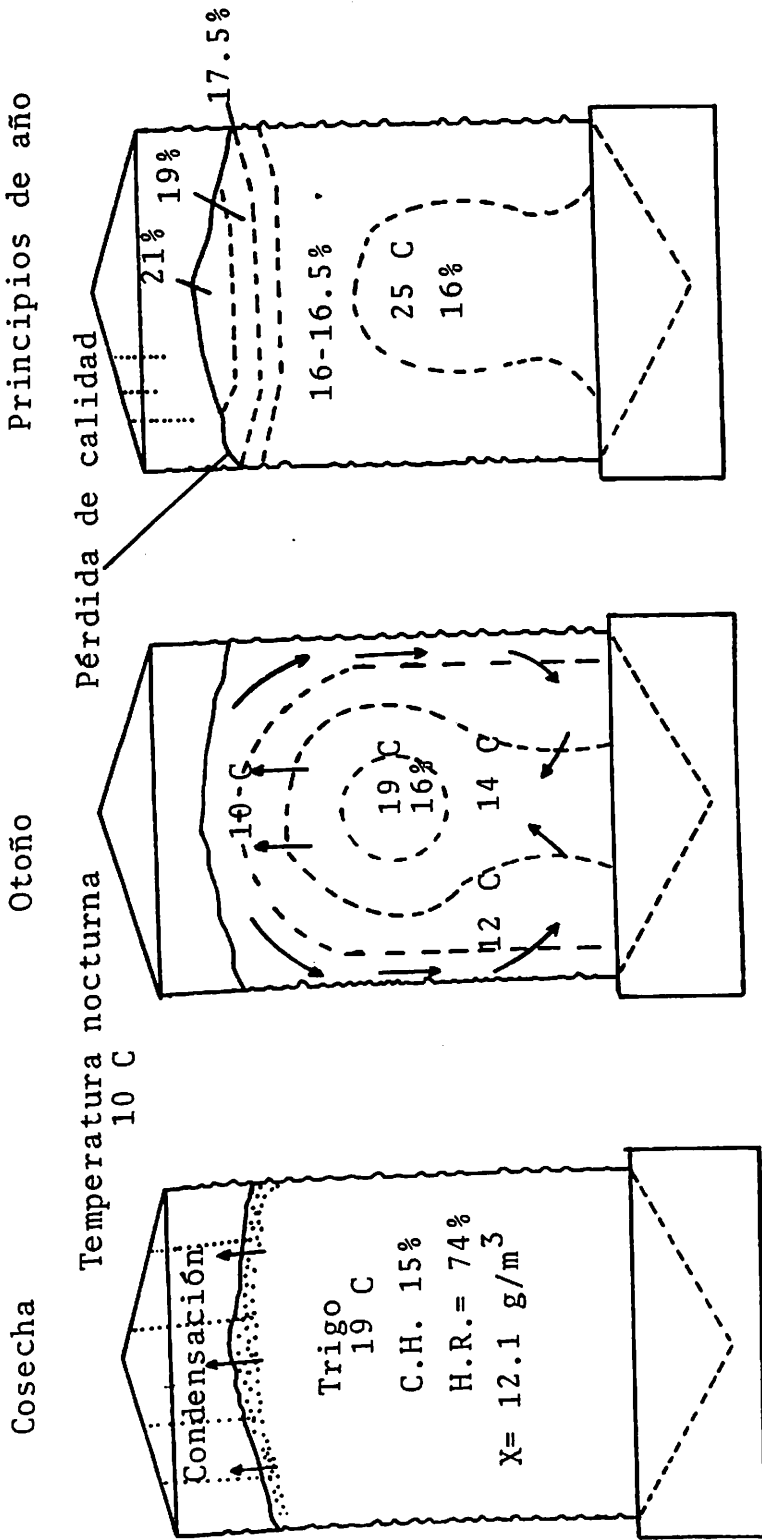 Cosecha
Temperatura nocturna
10 C
Condensación
Trigo
19 C
C.H. 15%
H.R.= 74%
X= 12.1 g/m³
Otoño
10 C
19 C
16%
14 C
12 C
Principios de año
Pérdida de calidad
21%
19%
17.5%
16-16.5%
25 C
16%